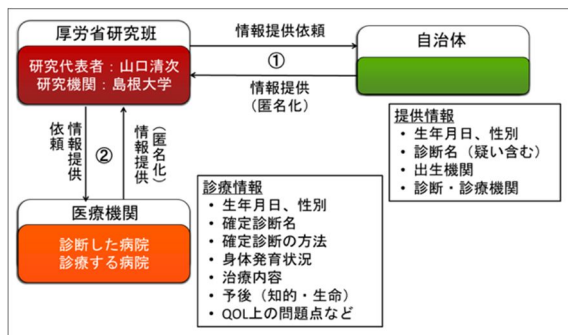 厚労省研究班
研究代表者：山口清次
研究機関：島根大学
情報提供依頼
①
情報提供
(匿名化)
自治体
提供情報
• 生年月日、性別
• 診断名（疑い含む）
• 出生機関
• 診断・診療機関
情報提供
依頼
②
(匿名化)
情報提供
医療機関
診断した病院
診療する病院
診療情報
• 生年月日、性別
• 確定診断名
• 確定診断の方法
• 身体発育状況
• 治療内容
• 予後（知的・生命）
• QOL上の問題点など